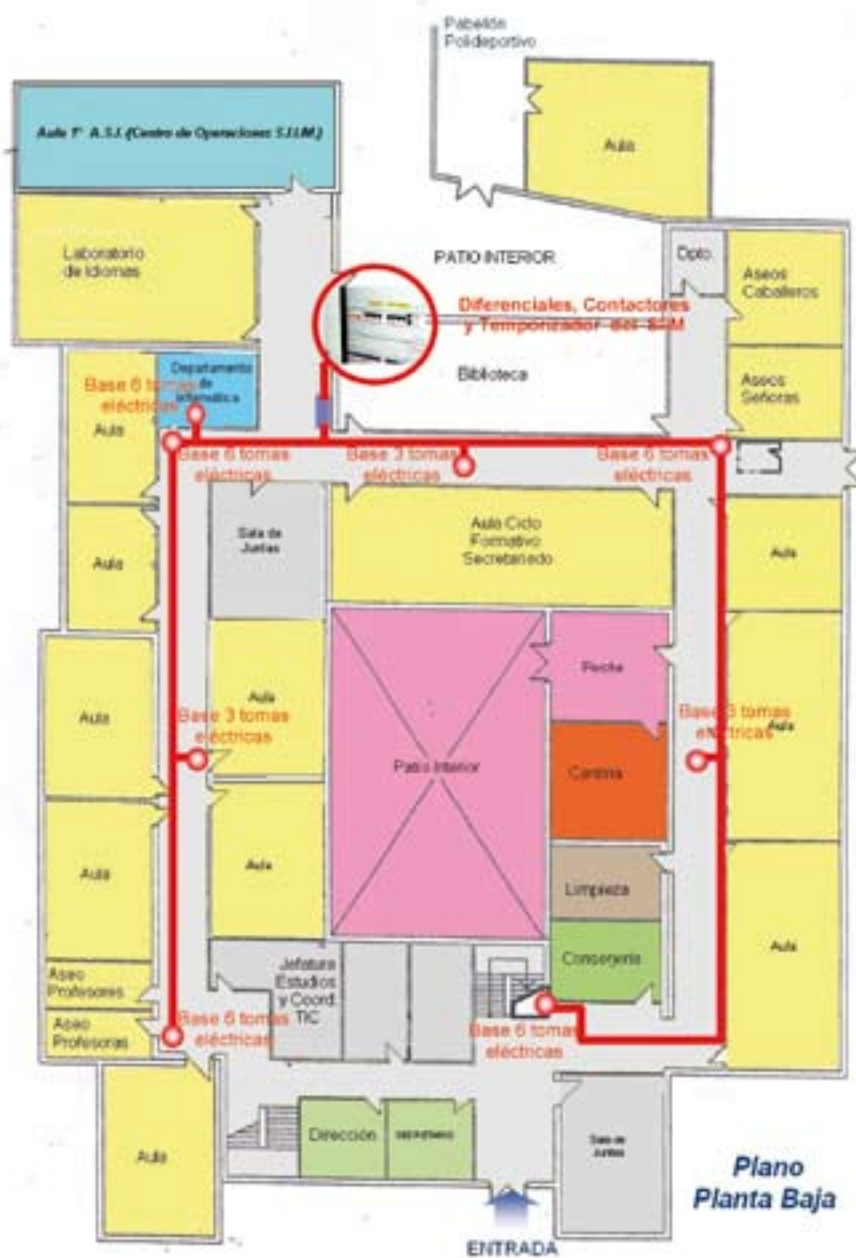 Pabellón
Polideportivo
Aula 1º A.S.I. (Centro de Operaciones S.I.I.M.)
Aula
Laboratorio
de Idiomas
PATIO INTERIOR
Dpto.
Aseos
Caballeros
Diferenciales, Contactores
y Temporizador del
Biblioteca
Aseos
Señoras
Departamento
de
Informática
Base 6 tomas
eléctricas
Aula
Base 6 tomas
eléctricas
Base 3 tomas
eléctricas
Base 6 tomas
eléctricas
Sala de
Juntas
Aula Ciclo
Formativo
Secretariado
Aula
Aula
Aula
Aula
Base 3 tomas
eléctricas
Patio Interior
Porche
Base 3 tomas
eléctricas
Aula
Cantina
Aula
Aula
Limpieza
Conserjería
Aula
Aseo
Profesores
Aseo
Profesoras
Jefatura
Estudios
y Coord.
TIC
Base 6 tomas
eléctricas
Base 6 tomas
eléctricas
Aula
Dirección
Sala de
Juntas
Plano
Planta Baja
ENTRADA